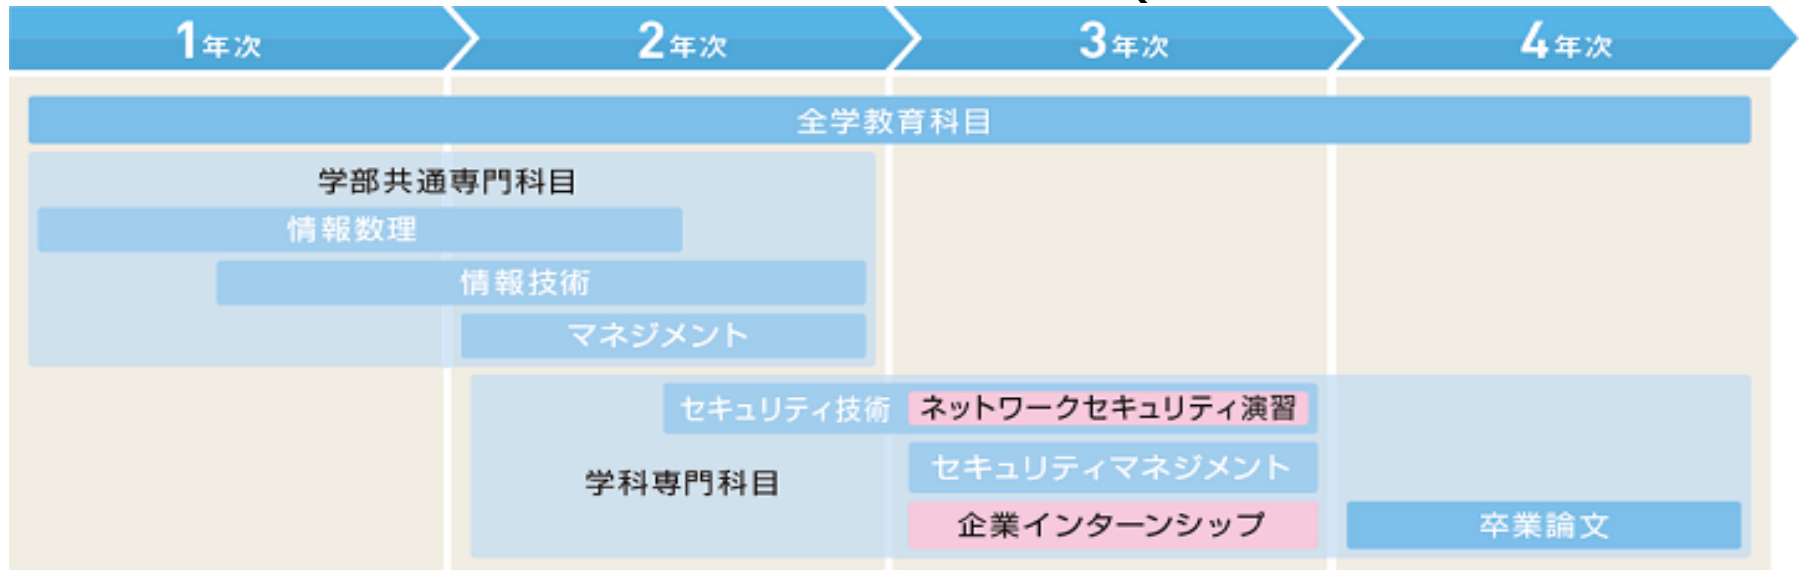 1年次
2年次
3年次
4年次
全学教育科目
学部共通専門科目
情報数理
情報技術
マネジメント
セキュリティ技術
ネットワークセキュリティ演習
学科専門科目
セキュリティマネジメント
企業インターンシップ
卒業論文